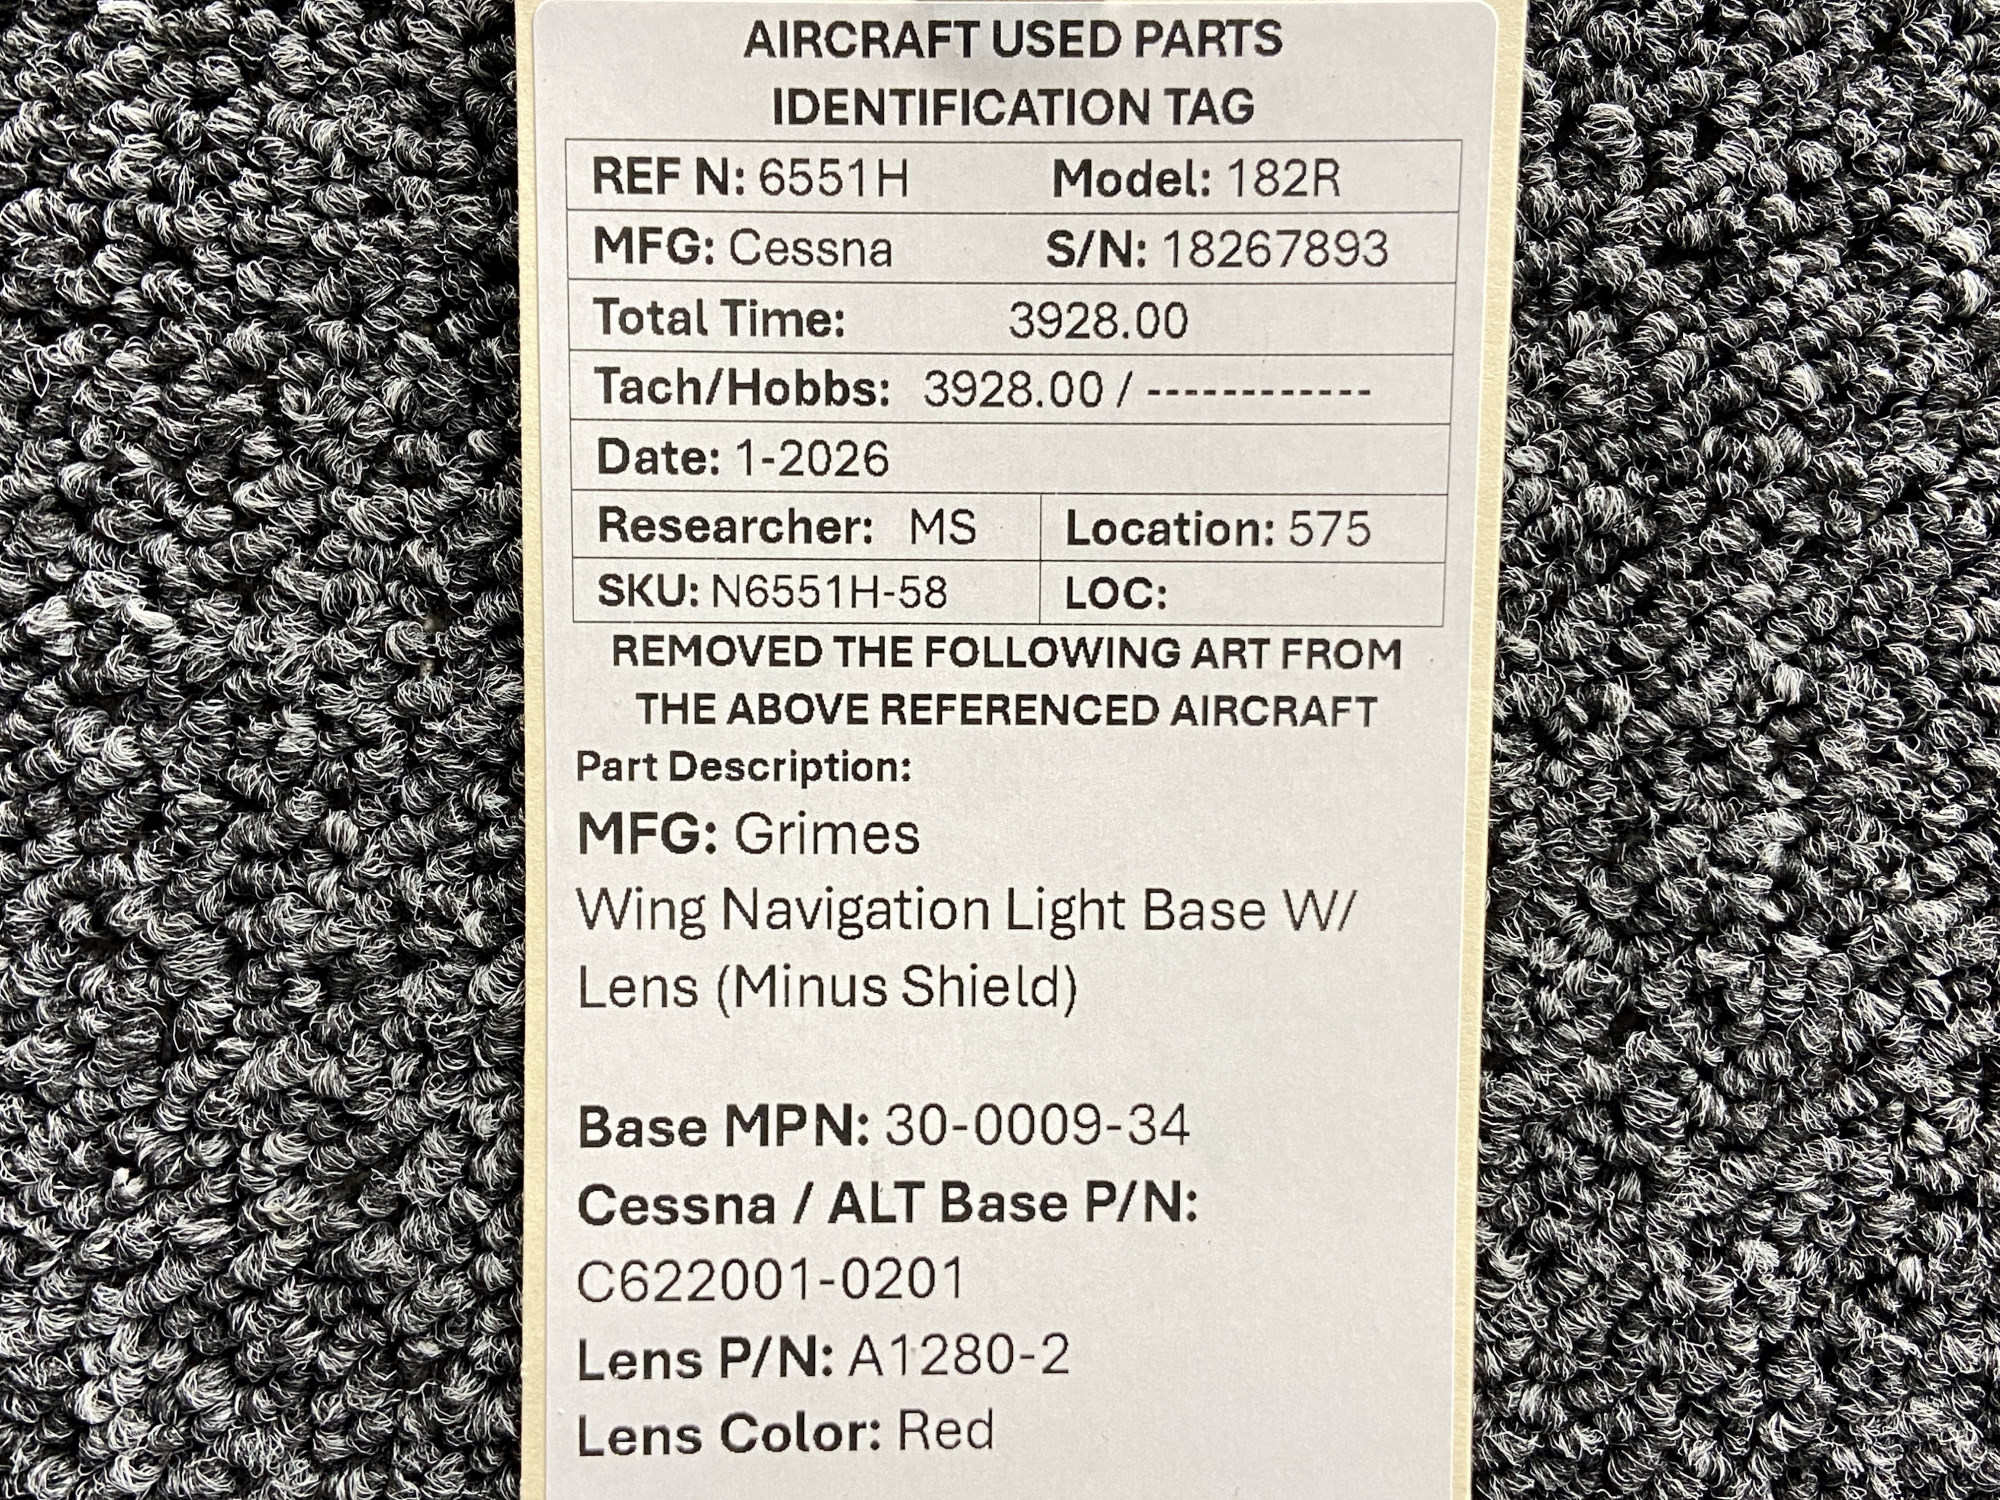 AIRCRAFT USED PARTS
IDENTIFICATION TAG
REF N: 6551H Model: 182R
MFG: Cessna S/N: 18267893
Total Time: 3928.00
Tach/Hobbs: 3928.00 / ------------
Date: 1-2026
Researcher: MS Location: 575
SKU: N6551H-58 LOC:
REMOVED THE FOLLOWING ART FROM
THE ABOVE REFERENCED AIRCRAFT
Part Description:
MFG: Grimes
Wing Navigation Light Base W/
Lens (Minus Shield)
Base MPN: 30-0009-34
Cessna / ALT Base P/N:
C622001-0201
Lens P/N: A1280-2
Lens Color: Red